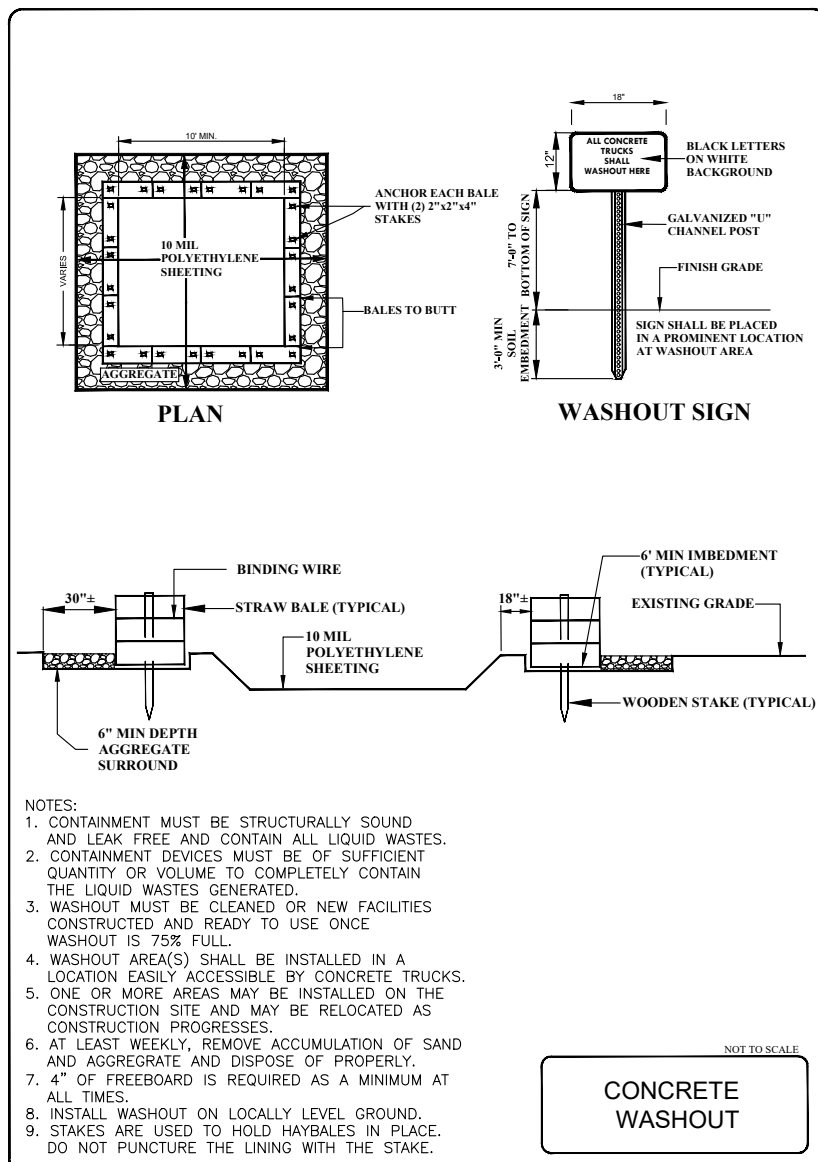 10' MIN.
VARIES
10 MIL
POLYETHYLENE
SHEETING
AGGREGATE
ANCHOR EACH BALE
WITH (2) 2"x2"x4"
STAKES
BALES TO BUTT
PLAN
18"
12"
ALL CONCRETE
TRUCKS
SHALL
WASHOUT HERE
BLACK LETTERS
ON WHITE
BACKGROUND
7'-0" TO
BOTTOM OF SIGN
GALVANIZED "U"
CHANNEL POST
FINISH GRADE
3'-0" MIN
SOIL
EMBEDMENT
SIGN SHALL BE PLACED
IN A PROMINENT LOCATION
AT WASHOUT AREA
WASHOUT SIGN
30"±
BINDING WIRE
STRAW BALE (TYPICAL)
10 MIL
POLYETHYLENE
SHEETING
6" MIN DEPTH
AGGREGATE
SURROUND
18"±
6' MIN IMBEDMENT
(TYPICAL)
EXISTING GRADE
WOODEN STAKE (TYPICAL)
NOTES:
1. CONTAINMENT MUST BE STRUCTURALLY SOUND
AND LEAK FREE AND CONTAIN ALL LIQUID WASTES.
2. CONTAINMENT DEVICES MUST BE OF SUFFICIENT
QUANTITY OR VOLUME TO COMPLETELY CONTAIN
THE LIQUID WASTES GENERATED.
3. WASHOUT MUST BE CLEANED OR NEW FACILITIES
CONSTRUCTED AND READY TO USE ONCE
WASHOUT IS 75% FULL.
4. WASHOUT AREA(S) SHALL BE INSTALLED IN A
LOCATION EASILY ACCESSIBLE BY CONCRETE TRUCKS.
5. ONE OR MORE AREAS MAY BE INSTALLED ON THE
CONSTRUCTION SITE AND MAY BE RELOCATED AS
CONSTRUCTION PROGRESSES.
6. AT LEAST WEEKLY, REMOVE ACCUMULATION OF SAND
AND AGGREGRATE AND DISPOSE OF PROPERLY.
7. 4” OF FREEBOARD IS REQUIRED AS A MINIMUM AT
ALL TIMES.
8. INSTALL WASHOUT ON LOCALLY LEVEL GROUND.
9. STAKES ARE USED TO HOLD HAYBALES IN PLACE.
DO NOT PUNCTURE THE LINING WITH THE STAKE.
NOT TO SCALE
CONCRETE
WASHOUT